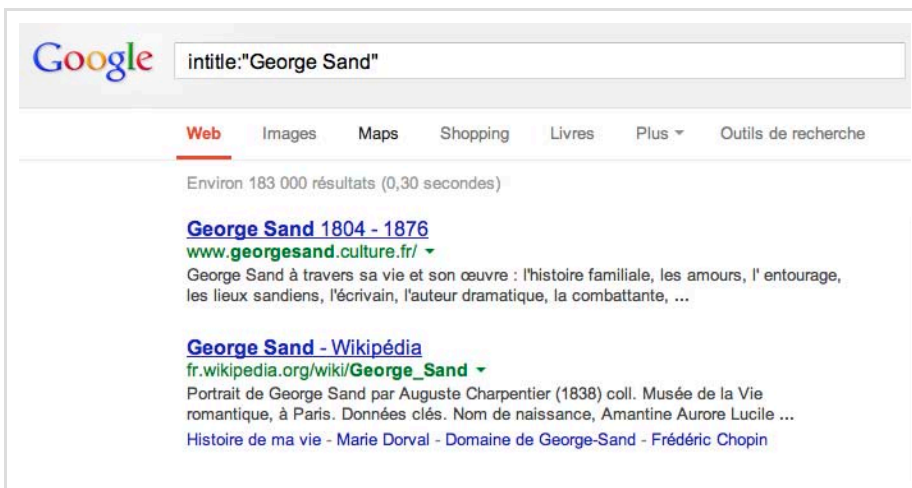 Google intitle:"George Sand"
Web Images Maps Shopping Livres Plus Outils de recherche
Environ 183 000 résultats (0,30 secondes)
George Sand 1804 - 1876
www.georgesand.culture.fr/
George Sand à travers sa vie et son œuvre : l'histoire familiale, les amours, l' entourage,
les lieux sandiens, l'écrivain, l'auteur dramatique, la combattante, ...
George Sand - Wikipédia
fr.wikipedia.org/wiki/George_Sand
Portrait de George Sand par Auguste Charpentier (1838) coll. Musée de la Vie
romantique, à Paris. Données clés. Nom de naissance, Amantine Aurore Lucile ...
Histoire de ma vie - Marie Dorval - Domaine de George-Sand - Frédéric Chopin